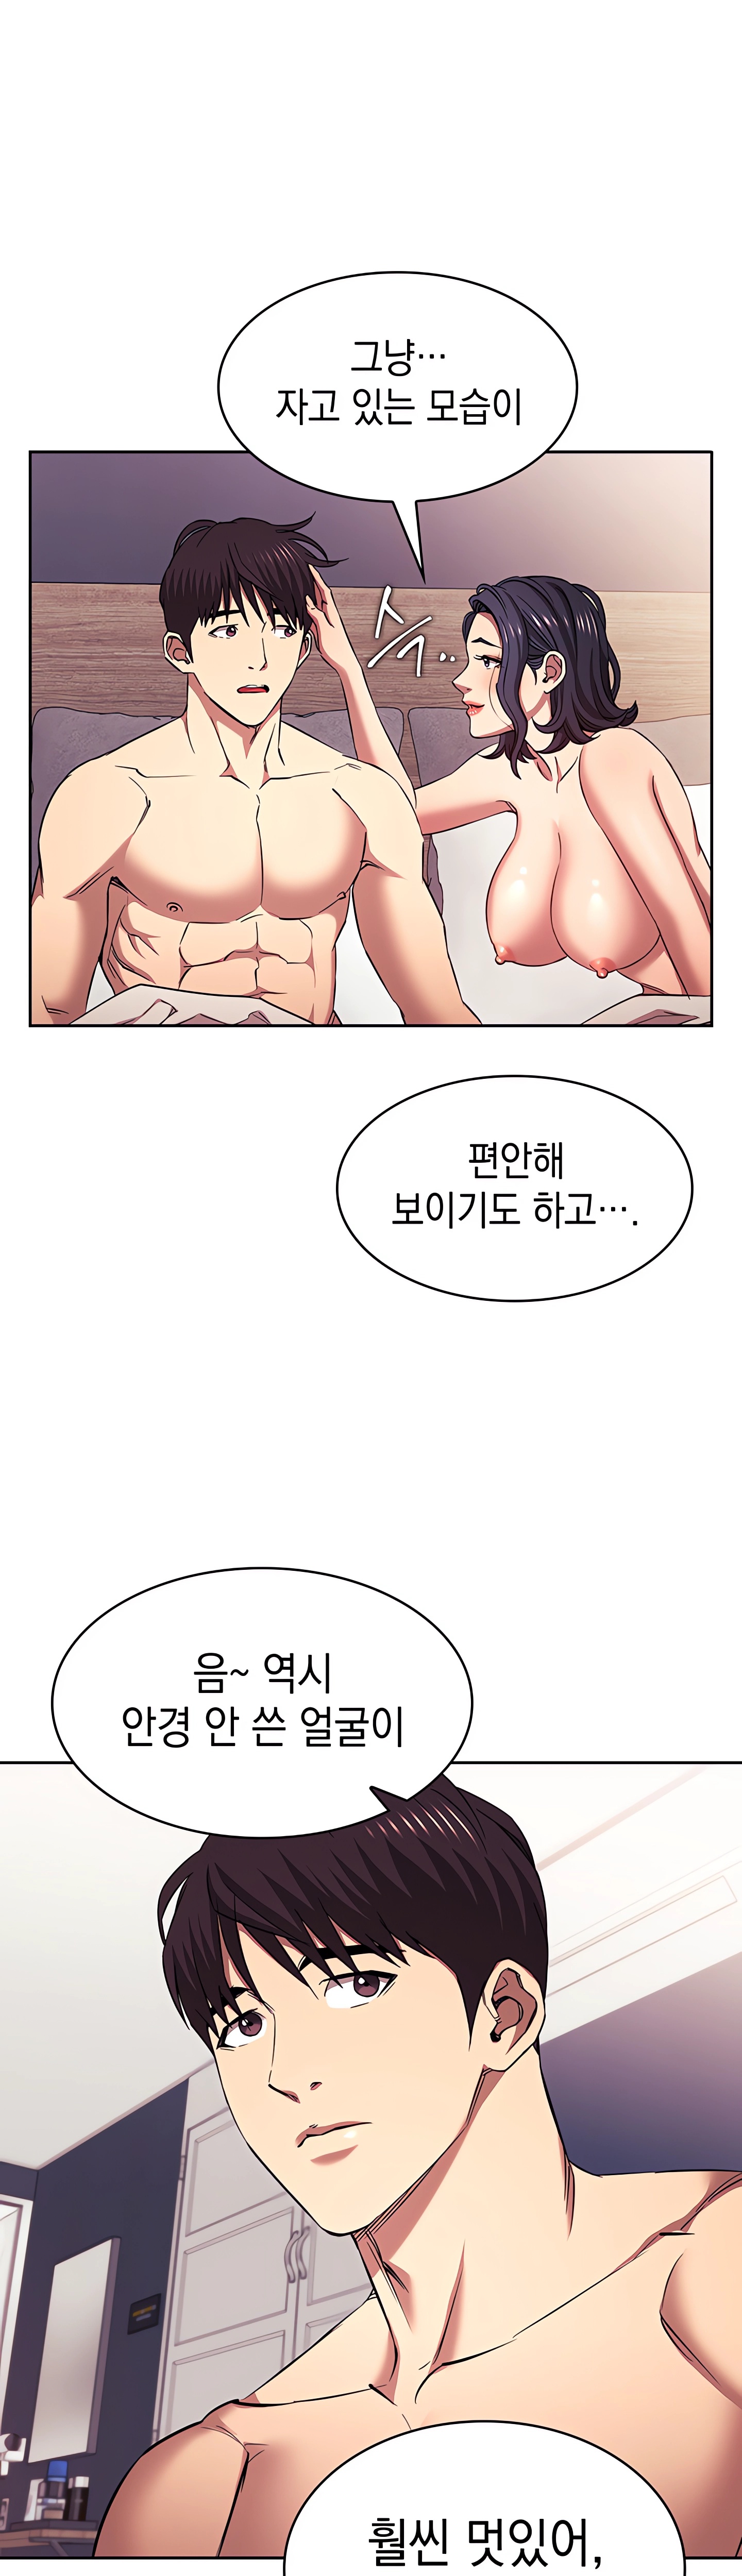 그냥…
자고 있는 모습이
스윽..
편안해
보이기도 하고….
음~ 역시
안경 안 쓴 얼굴이
훨씬 멋있어,